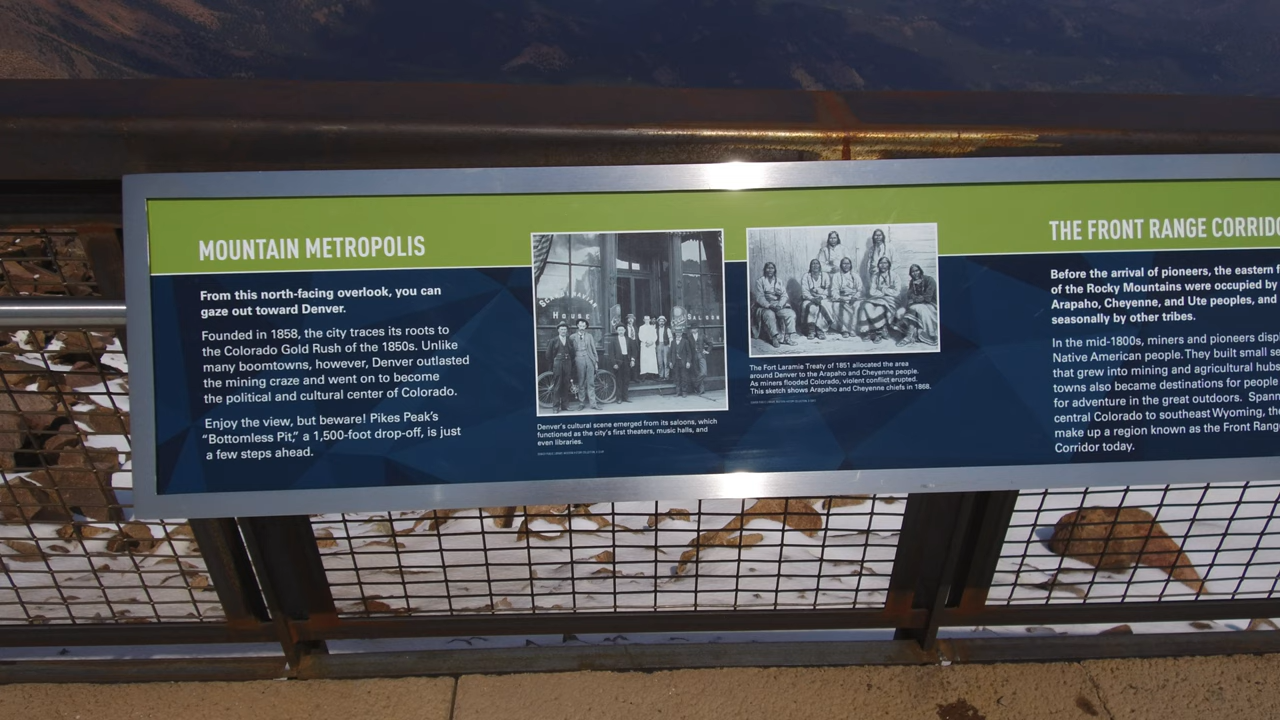 MOUNTAIN METROPOLIS
From this north-facing overlook, you can
gaze out toward Denver.
Founded in 1858, the city traces its roots to
the Colorado Gold Rush of the 1850s. Unlike
many boomtowns, however, Denver outlasted
the mining craze and went on to become
the political and cultural center of Colorado.
Enjoy the view, but beware! Pikes Peak's
"Bottomless Pit," a 1,500-foot drop-off, is just
a few steps ahead.
House
Saloon
Denver's cultural scene emerged from its saloons, which
functioned as the city's first theaters, music halls, and
even libraries.
The Fort Laramie Treaty of 1851 allocated the area
around Denver to the Arapaho and Cheyenne people.
As miners flooded Colorado, violent conflict erupted.
This sketch shows Arapaho and Cheyenne chiefs in 1868.
THE FRONT RANGE CORRIDO
Before the arrival of pioneers, the eastern f
of the Rocky Mountains were occupied by
Arapaho, Cheyenne, and Ute peoples, and
seasonally by other tribes.
In the mid-1800s, miners and pioneers disp
Native American people. They built small se
that grew into mining and agricultural hubs
towns also became destinations for people
for adventure in the great outdoors. Spann
central Colorado to southeast Wyoming, th
make up a region known as the Front Rang
Corridor today.